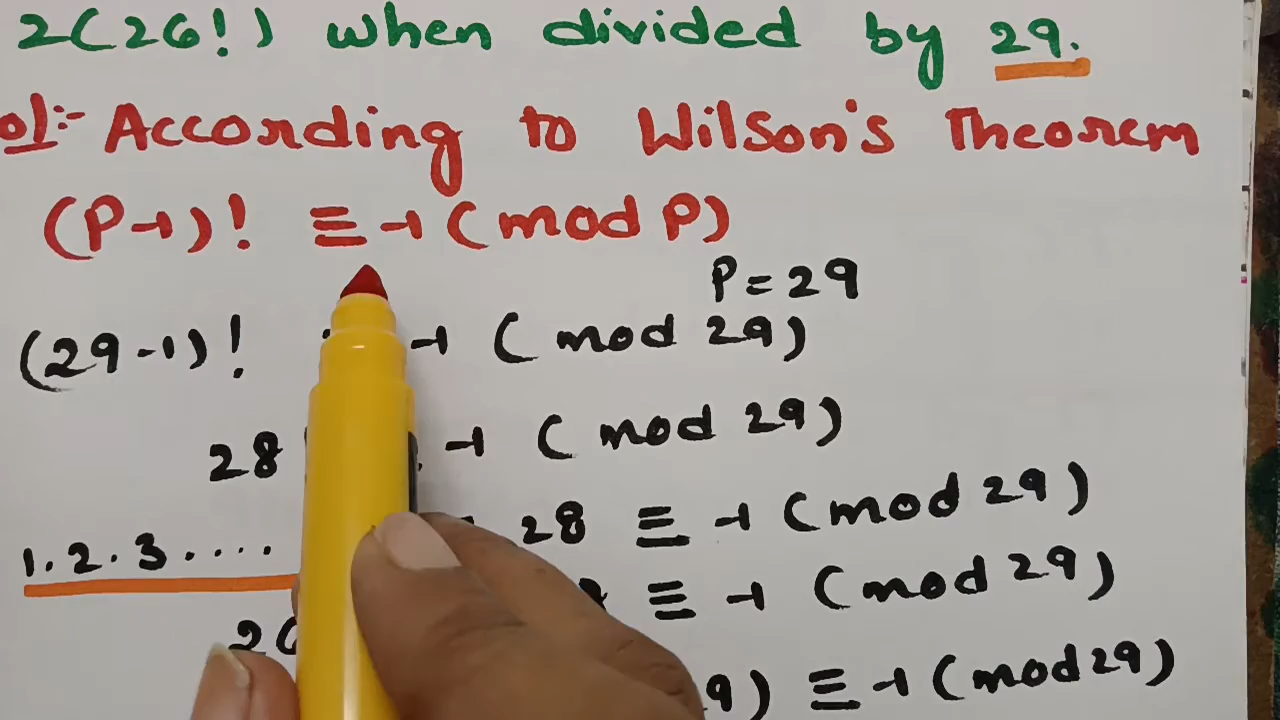 2(26!) when divided by 29.
ol:- According to Wilson's Theorem
(P-1)! ≡ -1 (mod P)
P = 29
(29-1)! -1 (mod 29)
28 -1 (mod 29)
1.2.3..... 28 ≡ -1 (mod 29)
≡ -1 (mod 29)
9) ≡ -1 (mod 29)